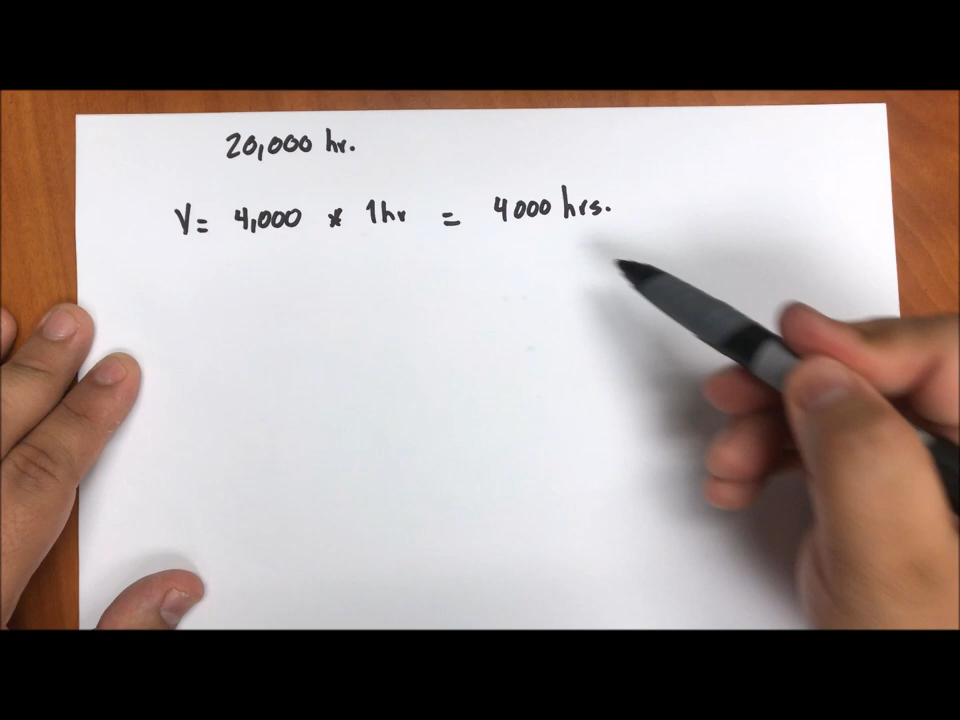 20,000 hr.
V= 4,000 * 1hr = 4000 hrs.